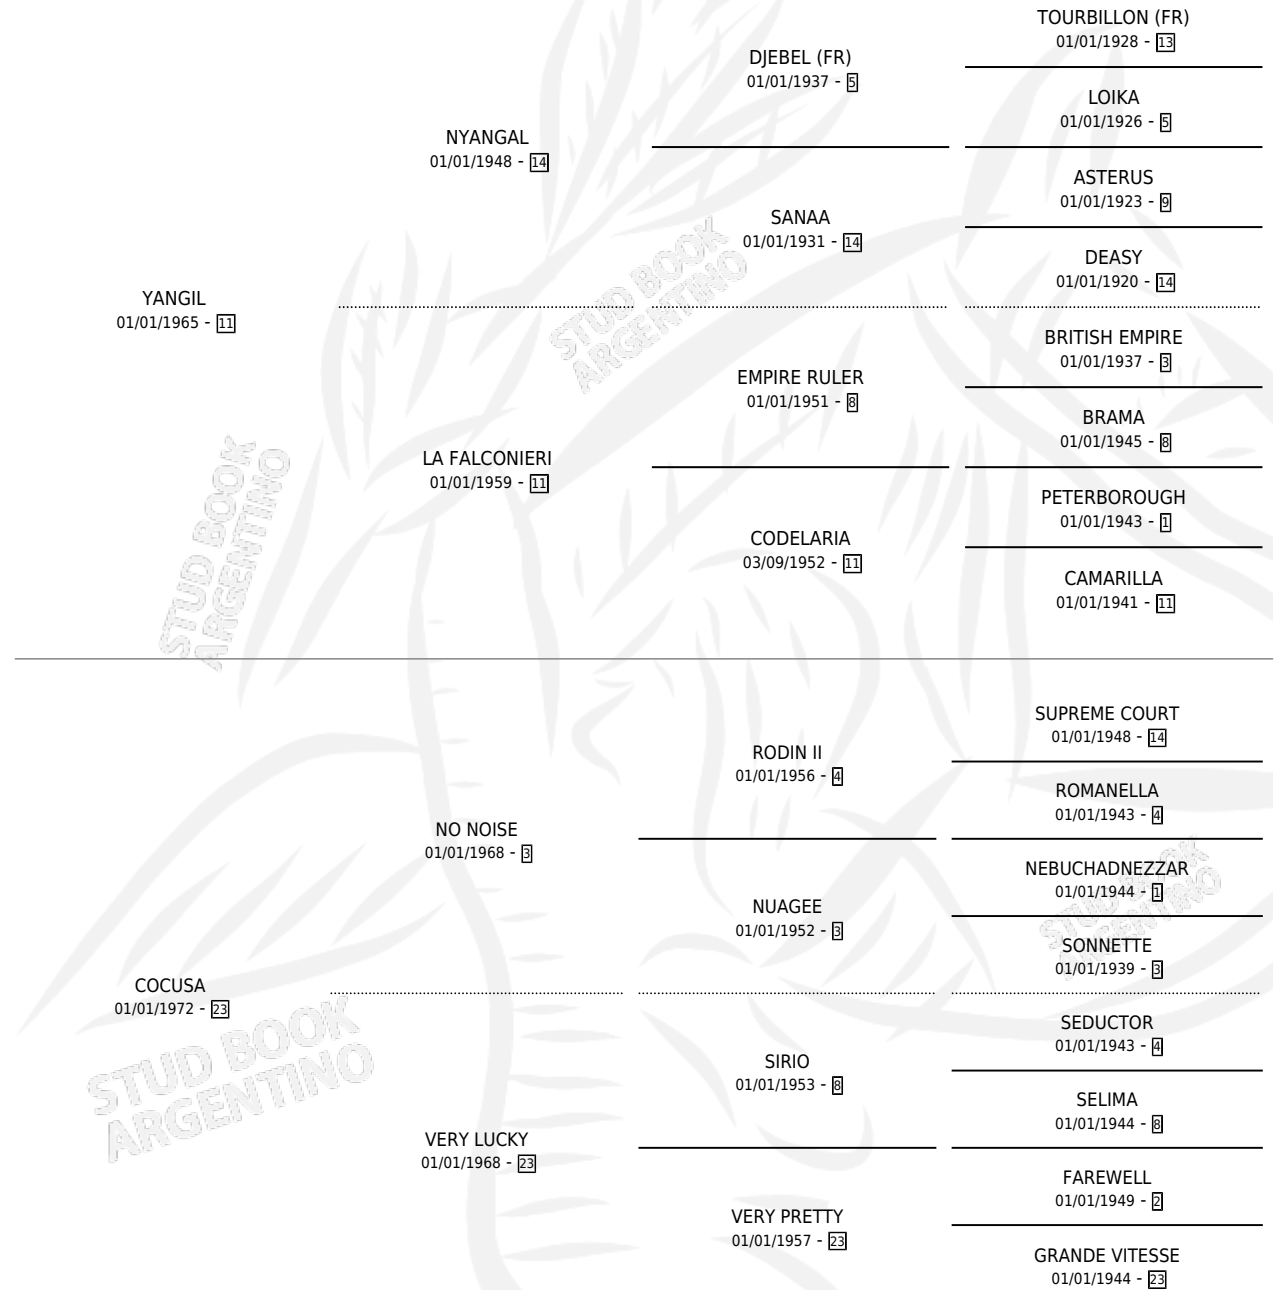 TOURBILLON (FR)
01/01/1928 - 13
DJEBEL (FR)
01/01/1937 - 5
LOIKA
01/01/1926 - 5
NYANGAL
01/01/1948 - 14
ASTERUS
01/01/1923 - 9
SANAA
01/01/1931 - 14
DEASY
01/01/1920 - 14
YANGIL
01/01/1965 - 11
BRITISH EMPIRE
01/01/1937 - 3
EMPIRE RULER
01/01/1951 - 8
BRAMA
01/01/1945 - 8
LA FALCONIERI
01/01/1959 - 11
PETERBOROUGH
01/01/1943 - 1
CODELARIA
03/09/1952 - 11
CAMARILLA
01/01/1941 - 11
SUPREME COURT
01/01/1948 - 14
RODIN II
01/01/1956 - 4
ROMANELLA
01/01/1943 - 4
NO NOISE
01/01/1968 - 3
NEBUCHADNEZZAR
01/01/1944 - 1
NUAGEE
01/01/1952 - 3
SONNETTE
01/01/1939 - 3
COCUSA
01/01/1972 - 23
SEDUCTOR
01/01/1943 - 4
SIRIO
01/01/1953 - 8
SELIMA
01/01/1944 - 8
VERY LUCKY
01/01/1968 - 23
FAREWELL
01/01/1949 - 2
VERY PRETTY
01/01/1957 - 23
GRANDE VITESSE
01/01/1944 - 23
STUD BOOK
ARGENTINO
STUD BOOK
ARGENTINO
STUD BOOK
ARGENTINO
STUD BOOK
ARGENTINO